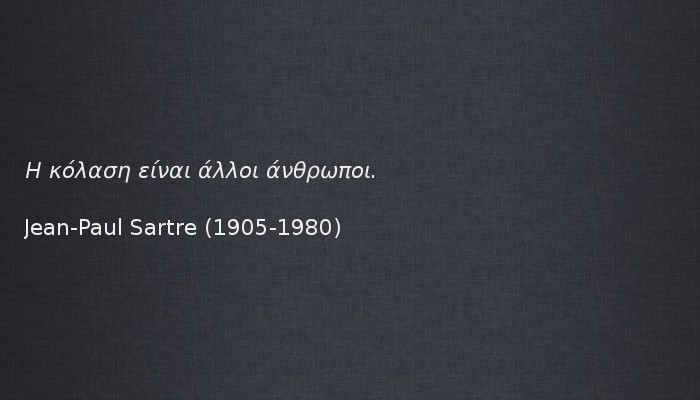 Η κόλαση είναι άλλοι άνθρωποι.
Jean-Paul Sartre (1905-1980)